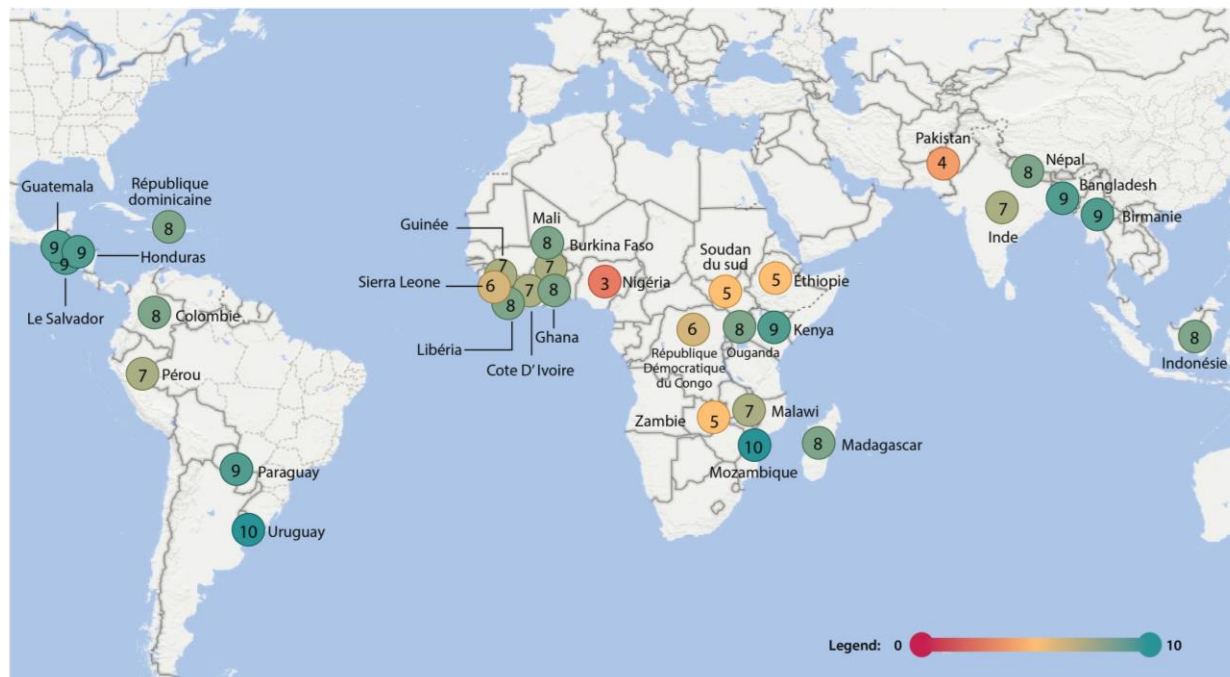 Guatemala
République
dominicaine
8
9
9
9
Honduras
Le Salvador
8
Colombie
7
Pérou
9
Paraguay
10
Uruguay
Guinée
Mali
8
Burkina Faso
7
7
Sierra Leone
6
7
8
8
Libéria
Ghana
Cote D' Ivoire
3
Nigéria
Soudan
du sud
5
5
Éthiopie
6
8
9
Kenya
Ouganda
République
Démocratique
du Congo
Zambie
5
7
Malawi
10
Mozambique
8
Madagascar
Pakistan
4
8
Népal
7
Inde
9
Bangladesh
9
Birmanie
8
Indonésie
Legend: 0 10